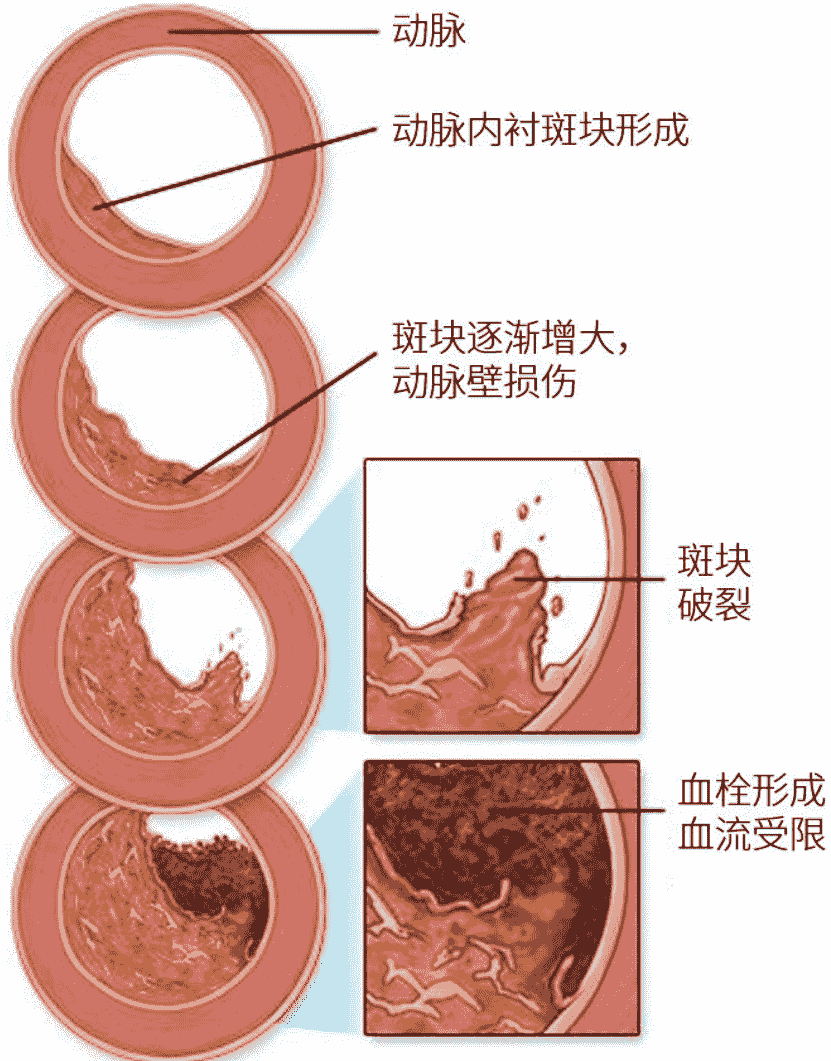 动脉
动脉内衬斑块形成
斑块逐渐增大，
动脉壁损伤
斑块
破裂
血栓形成
血流受限